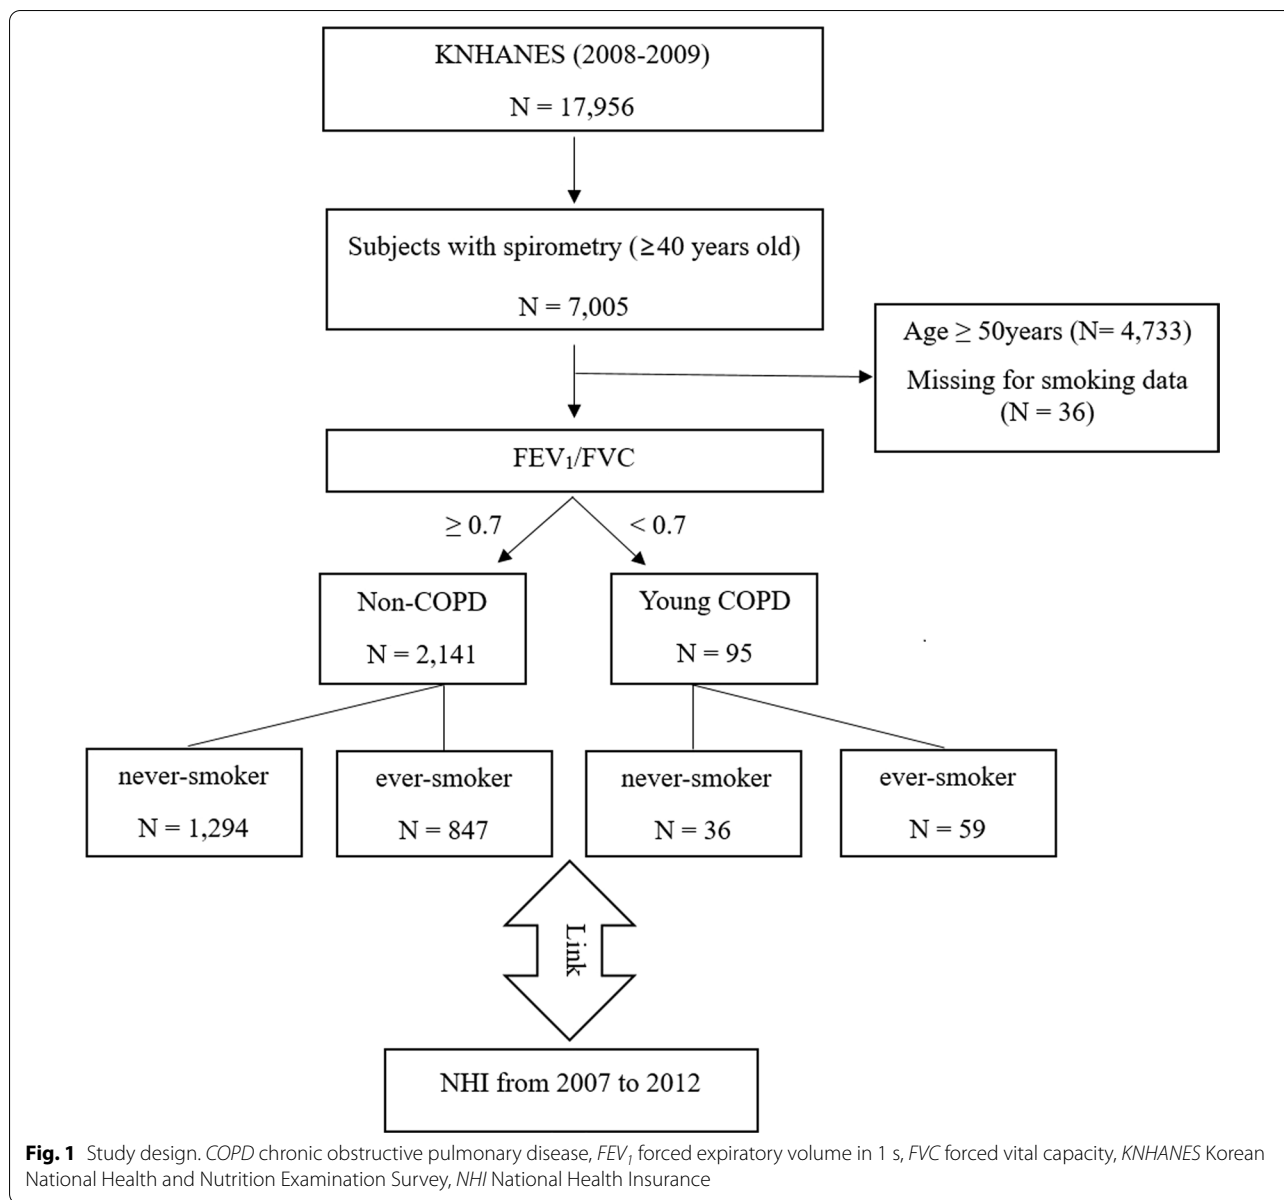 KNHANES (2008-2009)
N = 17,956
Subjects with spirometry (≥40 years old)
N = 7,005
Age ≥ 50years (N= 4,733)
Missing for smoking data
(N = 36)
FEV₁/FVC
≥ 0.7
< 0.7
Non-COPD
N = 2,141
Young COPD
N = 95
never-smoker
N = 1,294
ever-smoker
N = 847
never-smoker
N = 36
ever-smoker
N = 59
Link
NHI from 2007 to 2012
Fig. 1 Study design. COPD chronic obstructive pulmonary disease, FEV₁ forced expiratory volume in 1 s, FVC forced vital capacity, KNHANES Korean
National Health and Nutrition Examination Survey, NHI National Health Insurance